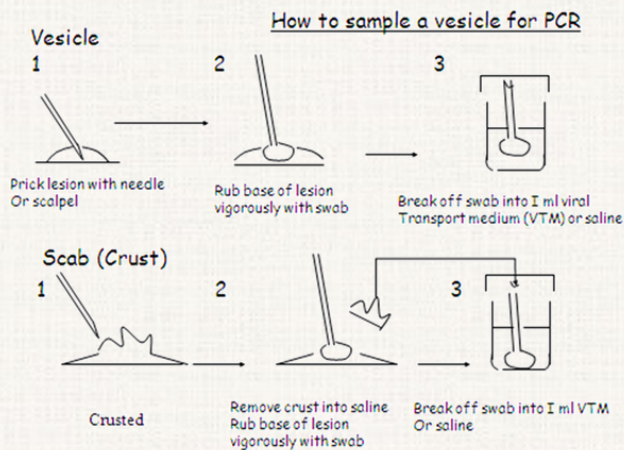 How to sample a vesicle for PCR
Vesicle
1
2
3
Prick lesion with needle
Or scalpel
Rub base of lesion
vigorously with swab
Break off swab into I ml viral
Transport medium (VTM) or saline
Scab (Crust)
1
2
3
Crusted
Remove crust into saline
Rub base of lesion
vigorously with swab
Break off swab into I ml VTM
Or saline